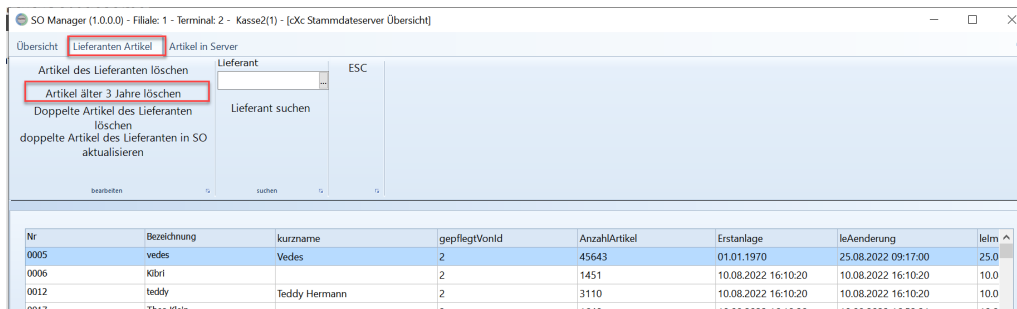 SO Manager (1.0.0.0) - Filiale: 1 - Terminal: 2 - Kasse2(1) - [cXc Stammdateserver Übersicht]
Übersicht Lieferanten Artikel Artikel in Server
Artikel des Lieferanten löschen
Artikel älter 3 Jahre löschen
Doppelte Artikel des Lieferanten
löschen
doppelte Artikel des Lieferanten in SO
aktualisieren
bearbeiten
Lieferant
...
Lieferant suchen
suchen
ESC
Nr Bezeichnung kurzname gepflegtVonId AnzahlArtikel Erstanlage leAenderung leIm
0005 vedes Vedes 2 45643 01.01.1970 25.08.2022 09:17:00 25.0
0006 Kibri 2 1451 10.08.2022 16:10:20 10.08.2022 16:10:20 10.0
0012 teddy Teddy Hermann 2 3110 10.08.2022 16:10:20 10.08.2022 16:10:20 10.0